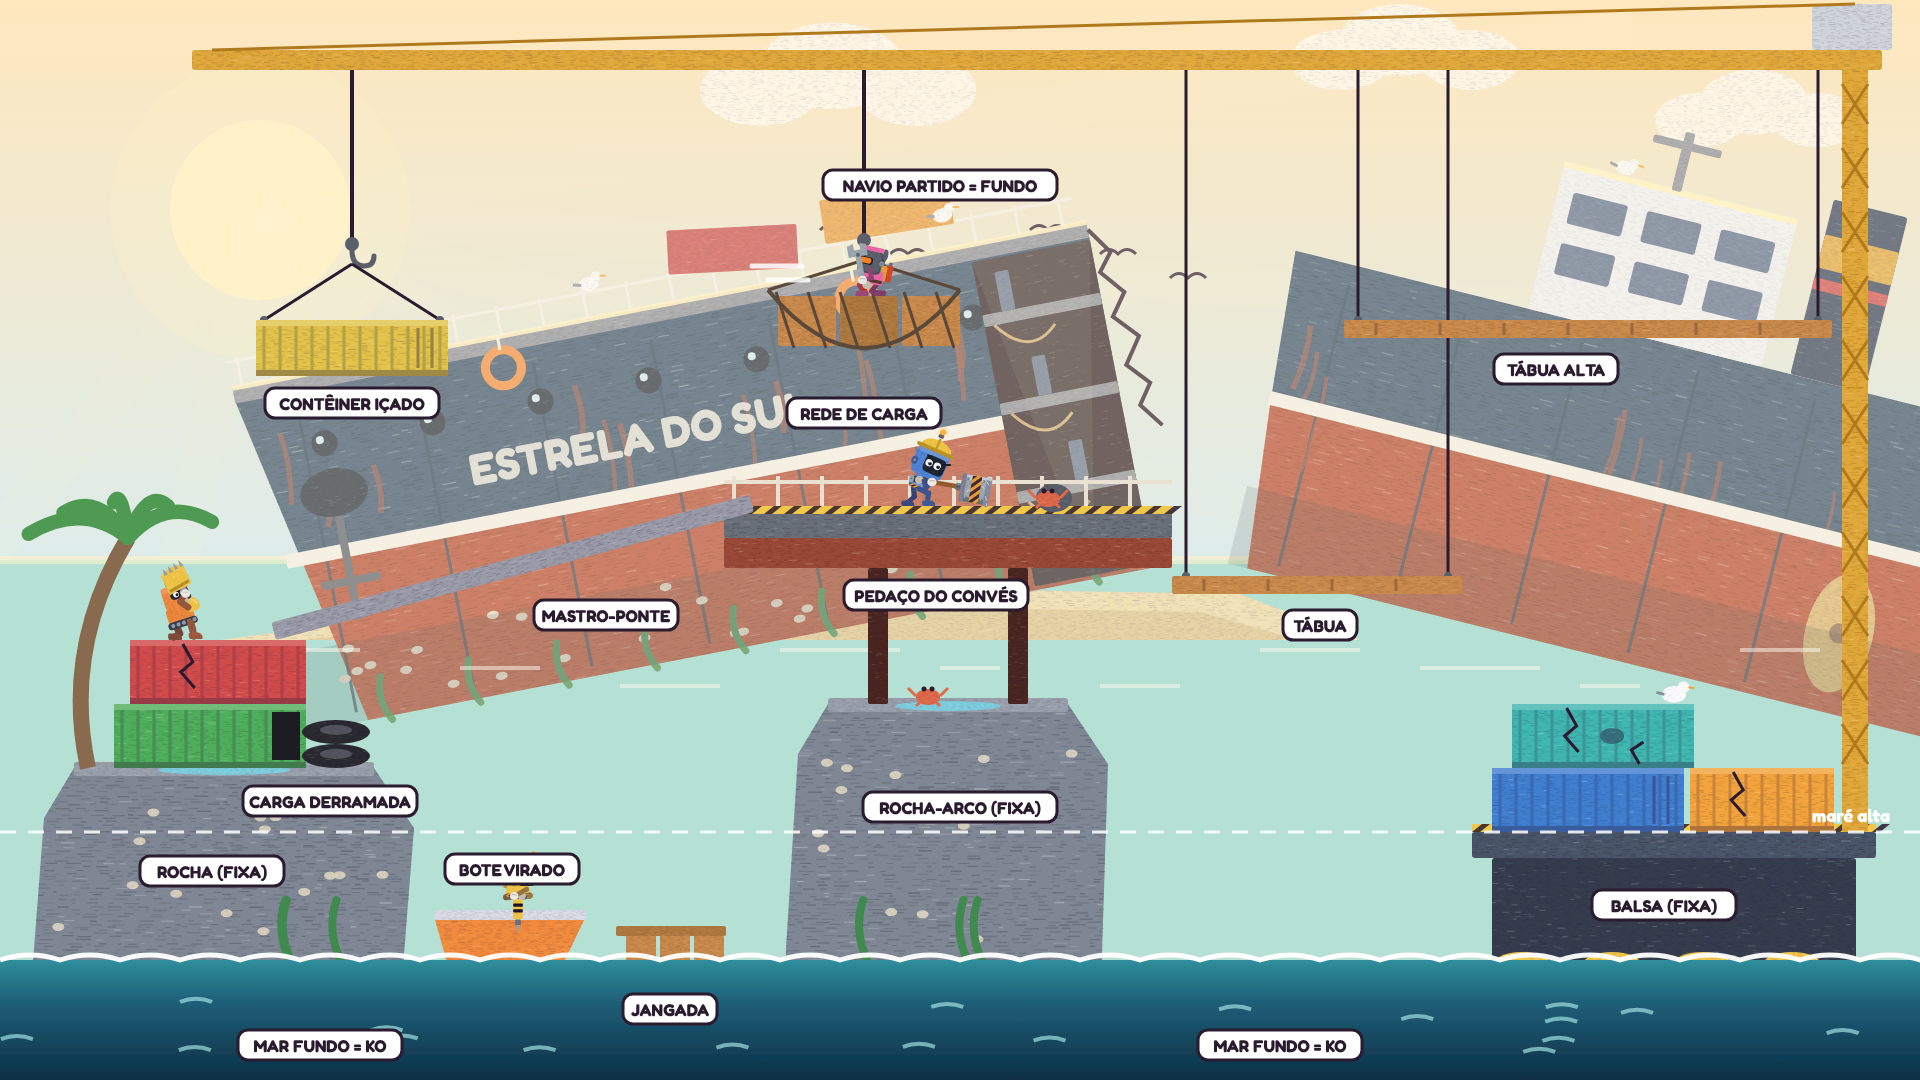 NAVIO PARTIDO = FUNDO
TÁBUA ALTA
CONTÊINER IÇADO
REDE DE CARGA
ESTRELA DO SUL
PEDAÇO DO CONVÉS
MASTRO-PONTE
TÁBUA
CARGA DERRAMADA
ROCHA-ARCO (FIXA)
maré alta
ROCHA (FIXA)
BOTE VIRADO
BALSA (FIXA)
JANGADA
MAR FUNDO = KO
MAR FUNDO = KO